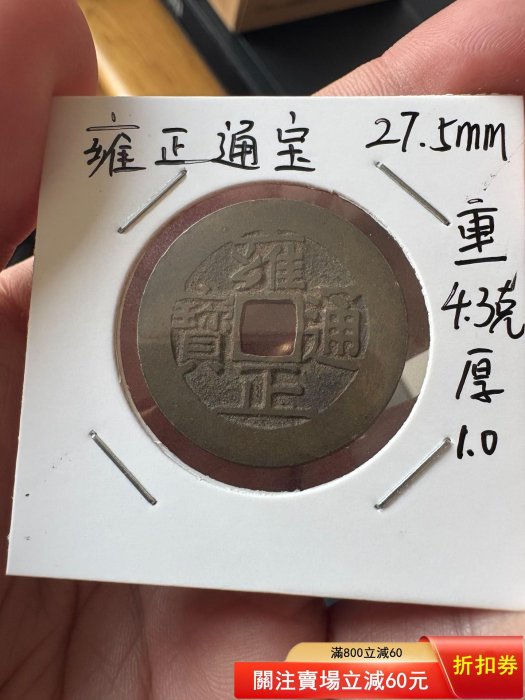 雍正通宝 27.5mm
重
4.3克
厚
1.0
雍正通寶
滿800立減60
關注賣場立減60元
折扣券